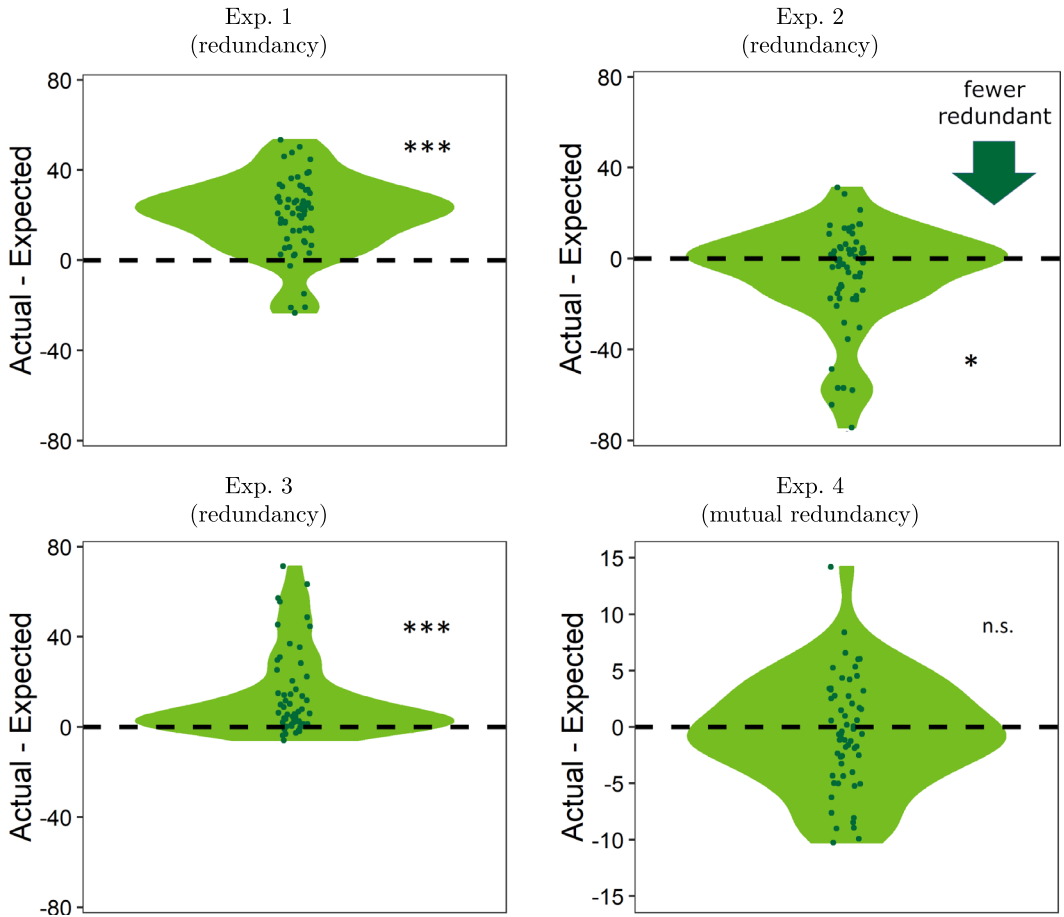 Exp. 1
(redundancy)
80
40
0
-40
-80
Actual - Expected
***
Exp. 2
(redundancy)
80
40
0
-40
-80
Actual - Expected
fewer
redundant
*
Exp. 3
(redundancy)
80
40
0
-40
-80
Actual - Expected
***
Exp. 4
(mutual redundancy)
15
10
5
0
-5
-10
-15
Actual - Expected
n.s.